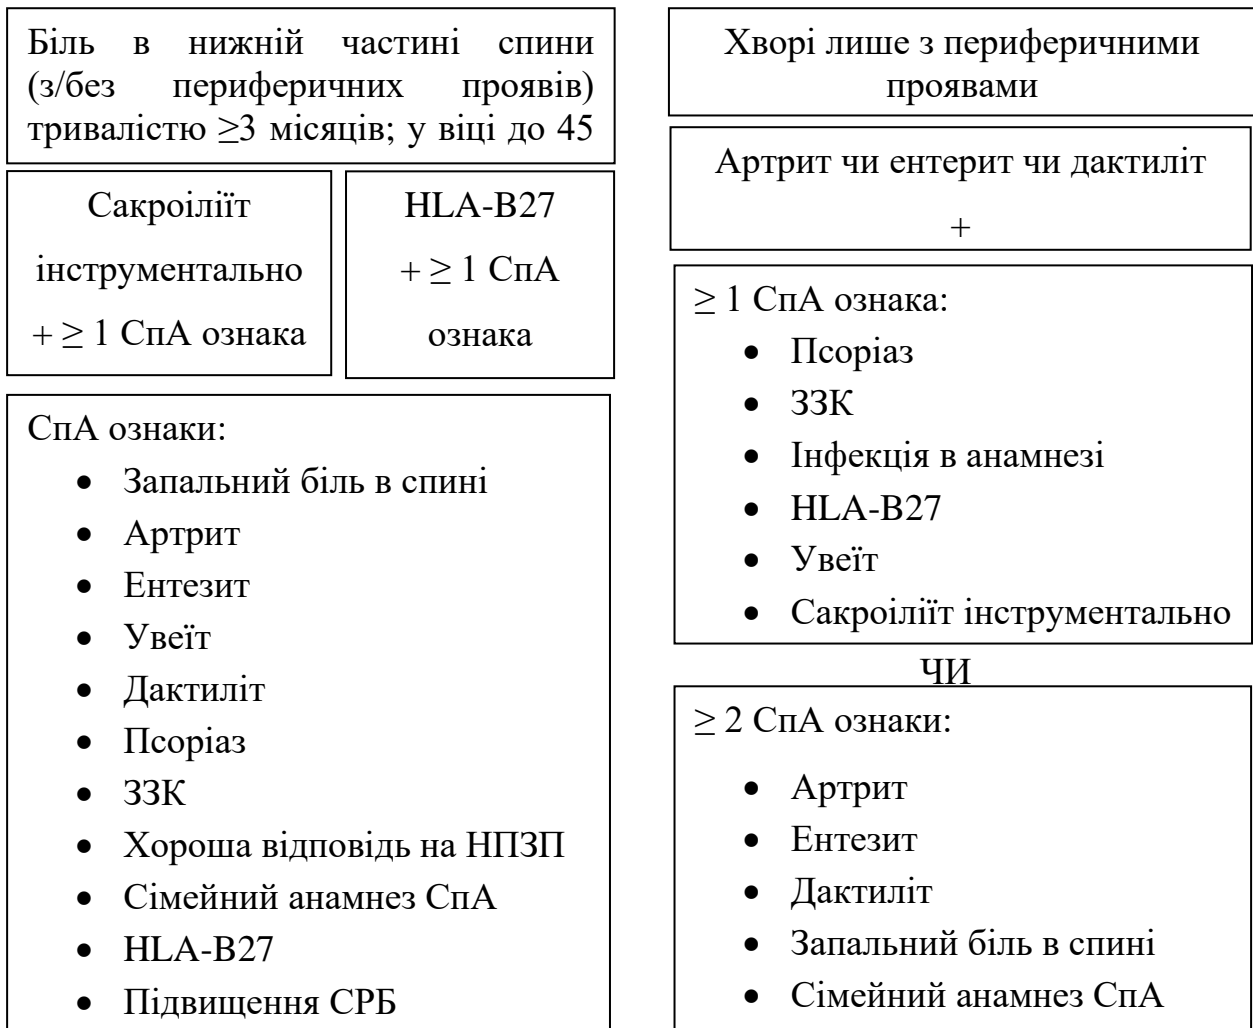 Біль в нижній частині спини
(з/без периферичних проявів)
тривалістю ≥3 місяців; у віці до 45
Сакроіліїт
інструментально
+ ≥ 1 СпА ознака
HLA-B27
+ ≥ 1 СпА
ознака
СпА ознаки:
• Запальний біль в спині
• Артрит
• Ентезит
• Увеїт
• Дактиліт
• Псоріаз
• ЗЗК
• Хороша відповідь на НПЗП
• Сімейний анамнез СпА
• HLA-B27
• Підвищення СРБ
Хворі лише з периферичними
проявами
Артрит чи ентерит чи дактиліт
+
≥ 1 СпА ознака:
• Псоріаз
• ЗЗК
• Інфекція в анамнезі
• HLA-B27
• Увеїт
• Сакроіліїт інструментально
ЧИ
≥ 2 СпА ознаки:
• Артрит
• Ентезит
• Дактиліт
• Запальний біль в спині
• Сімейний анамнез СпА